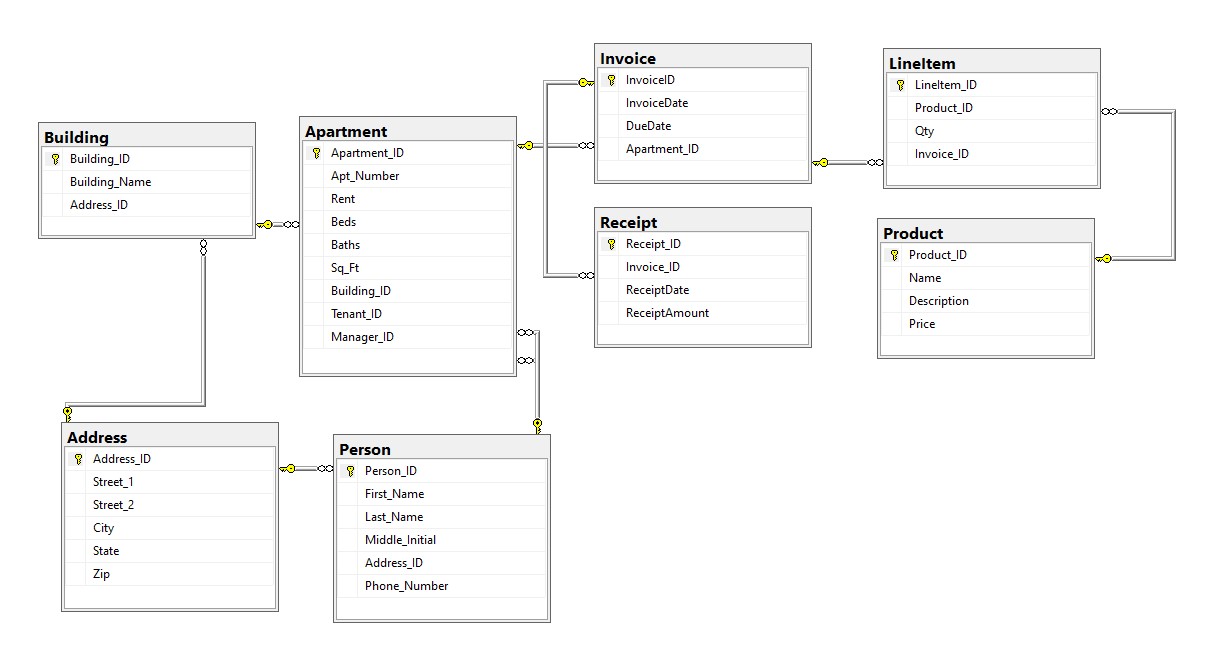 Building
Building_ID
Building_Name
Address_ID
Apartment
Apartment_ID
Apt_Number
Rent
Beds
Baths
Sq_Ft
Building_ID
Tenant_ID
Manager_ID
Invoice
InvoiceID
InvoiceDate
DueDate
Apartment_ID
LineItem
LineItem_ID
Product_ID
Qty
Invoice_ID
Receipt
Receipt_ID
Invoice_ID
ReceiptDate
ReceiptAmount
Product
Product_ID
Name
Description
Price
Address
Address_ID
Street_1
Street_2
City
State
Zip
Person
Person_ID
First_Name
Last_Name
Middle_Initial
Address_ID
Phone_Number